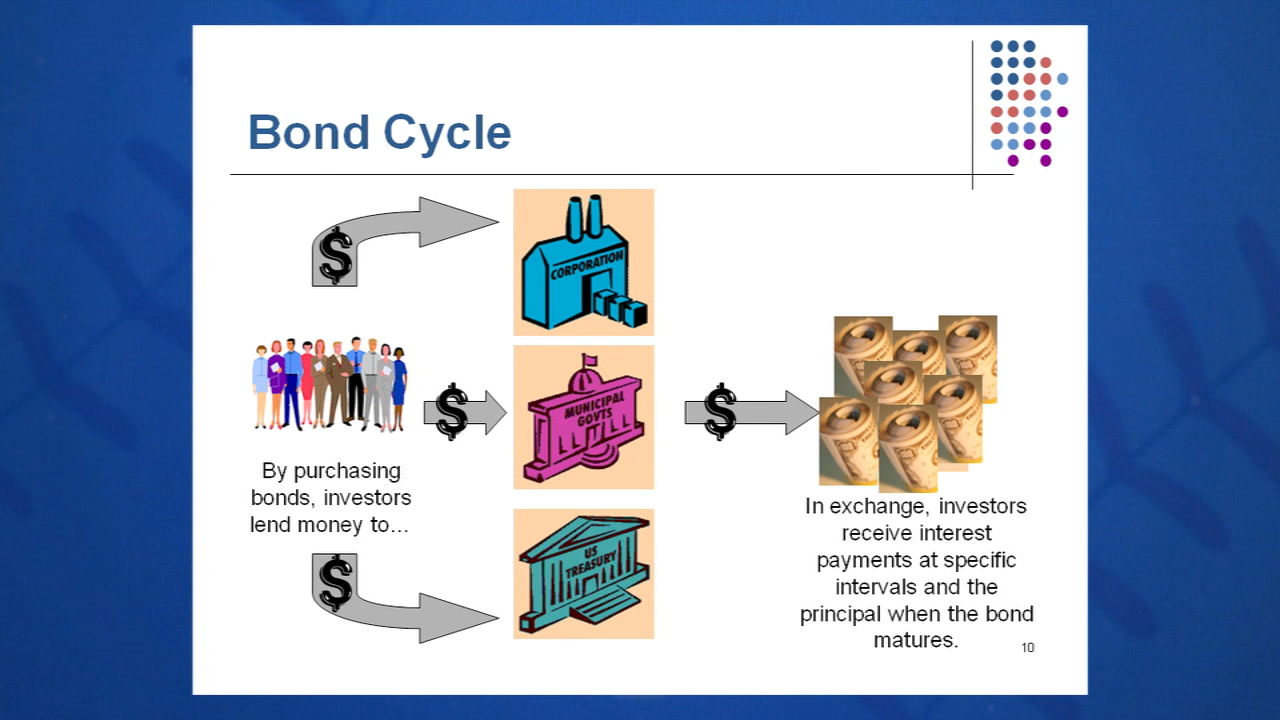 Bond Cycle
$
CORPORATION
By purchasing
bonds, investors
lend money to...
$
MUNICIPAL
GOVTS
$
$
US
TREASURY
In exchange, investors
receive interest
payments at specific
intervals and the
principal when the bond
matures.
10